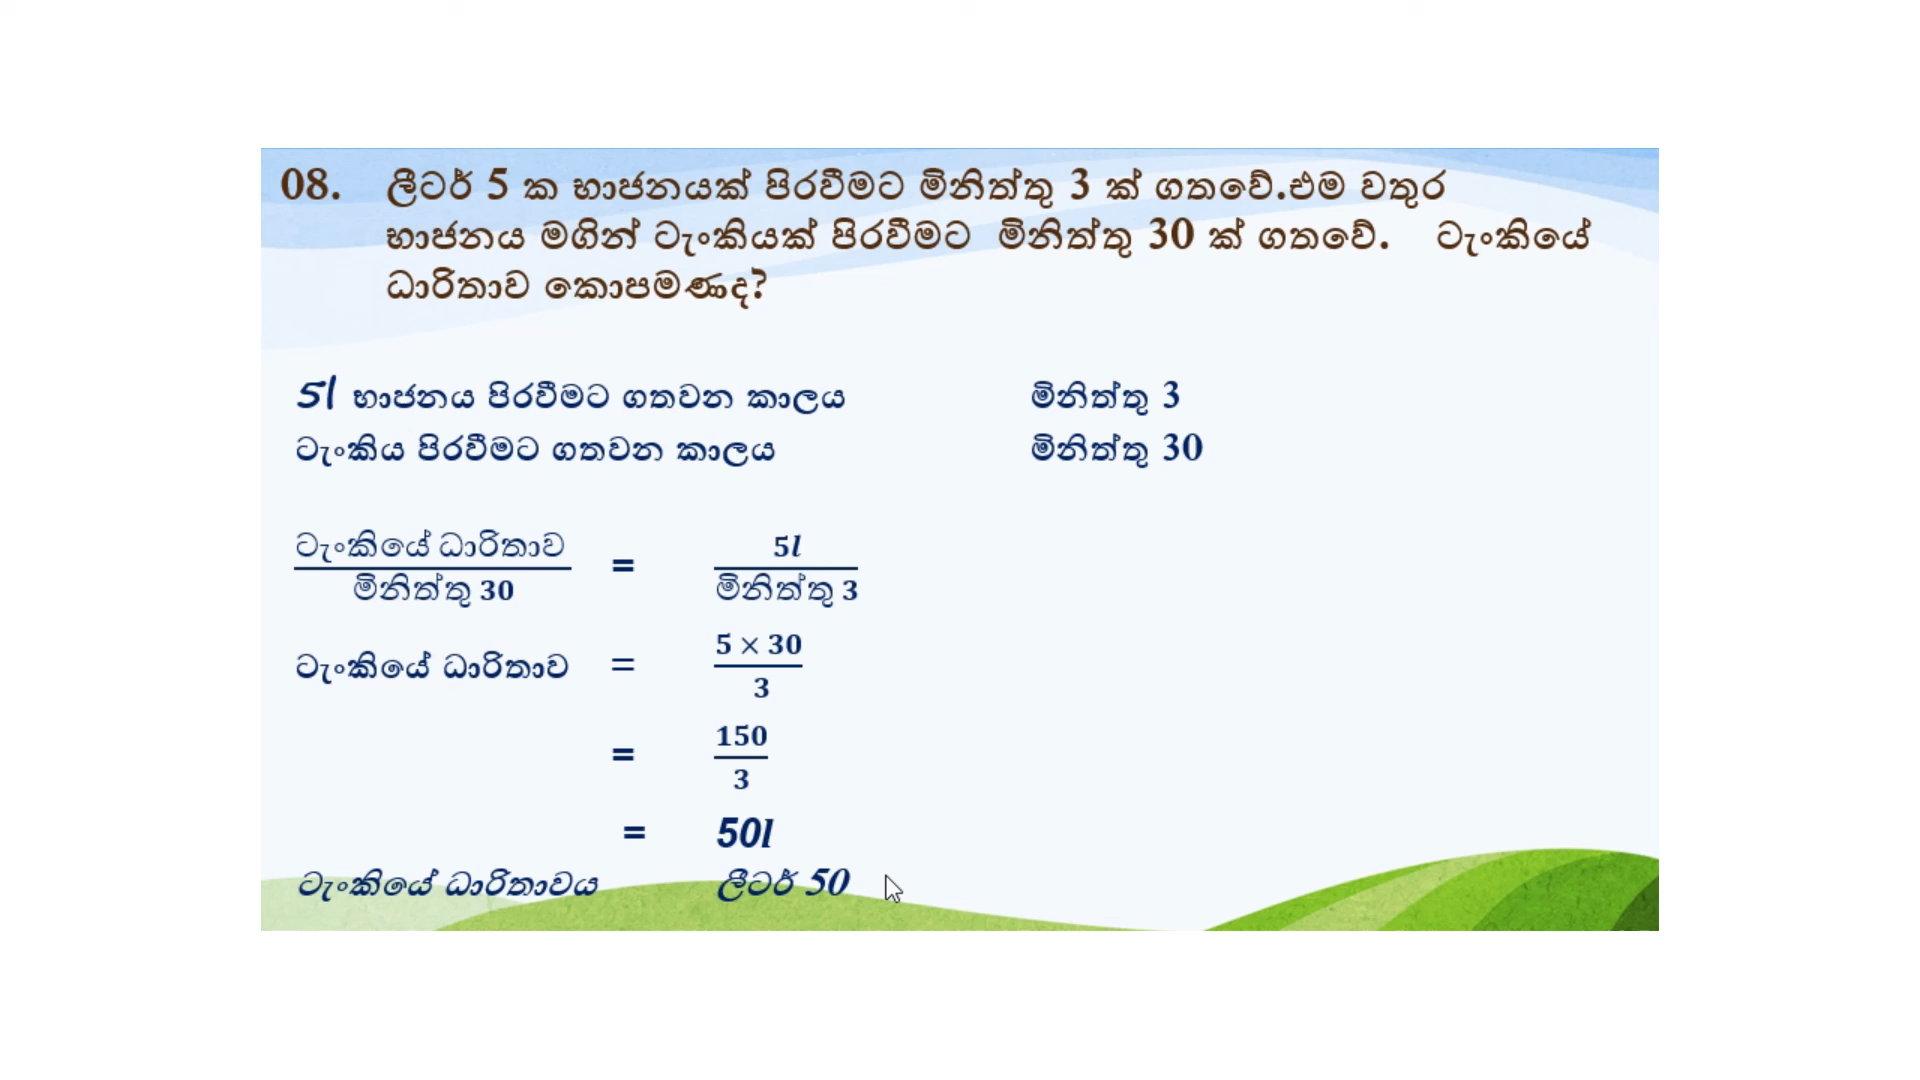 08. ලීටර් 5 ක භාජනයක් පිරවීමට මිනිත්තු 3 ක් ගතවේ.එම වතුර
භාජනය මගින් ටැංකියක් පිරවීමට මිනිත්තු 30 ක් ගතවේ. ටැංකියේ
ධාරිතාව කොපමණද?
5l භාජනය පිරවීමට ගතවන කාලය මිනිත්තු 3
ටැංකිය පිරවීමට ගතවන කාලය මිනිත්තු 30
ටැංකියේ ධාරිතාව / මිනිත්තු 30 = 5l / මිනිත්තු 3
ටැංකියේ ධාරිතාව = 5 × 30 / 3
= 150 / 3
= 50l
ටැංකියේ ධාරිතාවය ලීටර් 50